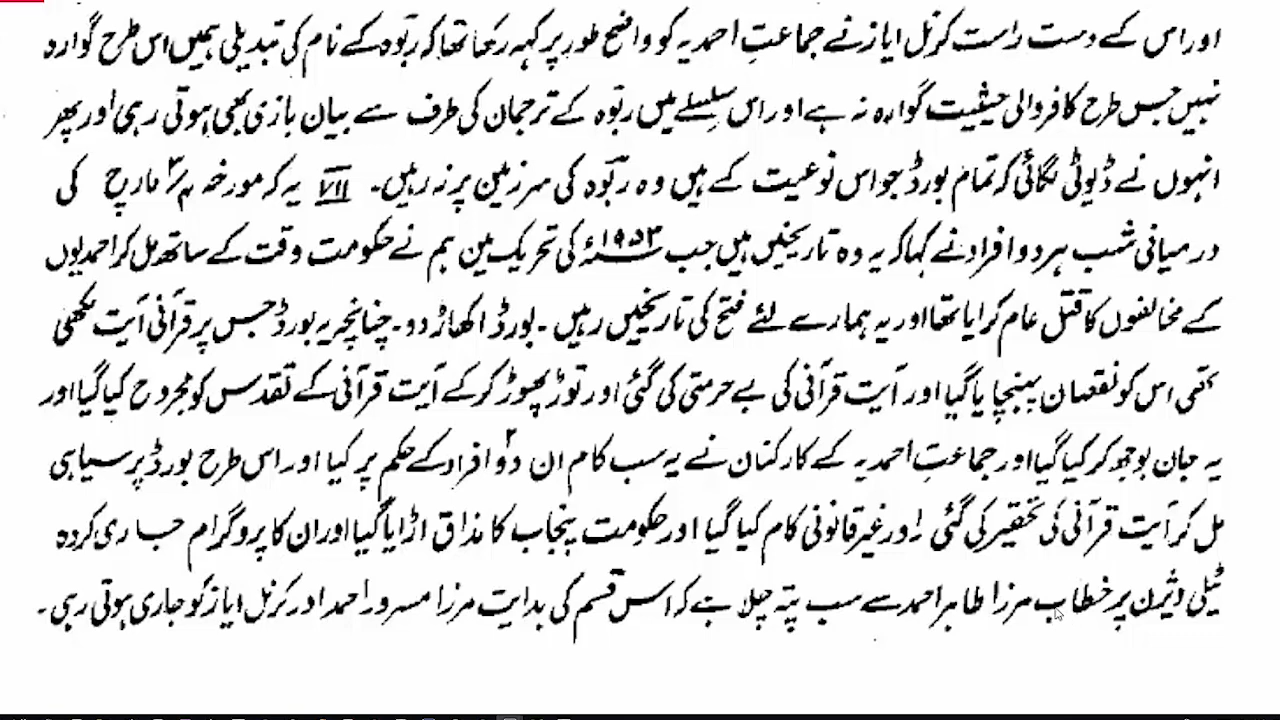 اور اس کے دست راست کرنل ایاز نے جماعتِ احمدیہ کو واضح طور پر کہہ رکھا تھا کہ ربوہ کے نام کی تبدیلی ہمیں اس طرح گوارہ
نہیں جس طرح کافر والی حیثیت گوارہ نہ ہے اور اس سلسلے میں ربوہ کے ترجمان کی طرف سے بیان بازی بھی ہوتی رہی اور پھر
انہوں نے ڈیوٹی لگائی کہ تمام بورڈ جو اس نوعیت کے ہیں وہ ربوہ کی سرزمین پر نہ رہیں۔ VII یہ کہ مورخہ ۳/۴ مارچ کی
درمیانی شب ہر دو افراد نے کہا کہ یہ وہ تاریخیں ہیں جب ۱۹۵۳ء کی تحریک مین ہم نے حکومت وقت کے ساتھ مل کر احمدیوں
کے مخالفوں کا قتل عام کرایا تھا اور یہ ہمارے لئے فتح کی تاریخیں رہیں ۔ بورڈ اکھاڑ دو۔ چنانچہ یہ بورڈ جس پر قرآنی آیت لکھی
تھی اس کو نقصان پہنچایا گیا اور آیت قرآنی کی بے حرمتی کی گئی اور توڑ پھوڑ کر کے آیت قرآنی کے تقدس کو مجروح کیا گیا اور
یہ جان بوجھ کر کیا گیا اور جماعتِ احمدیہ کے کارکنان نے یہ سب کام ان دو۲ افراد کے حکم پر کیا اور اس طرح بورڈ پر سیاہی
مل کر آیت قرآنی کی تحقیر کی گئی اور غیر قانونی کام کیا گیا اور حکومت پنجاب کا مذاق اڑایا گیا اور ان کا پروگرام جاری کردہ
ٹیلی ویژن پر خطاب مرزا طاہر احمد سے سب پتہ چلا ہے کہ اس قسم کی ہدایت مرزا مسرور احمد اور کرنل ایاز کو جاری ہوتی رہی۔